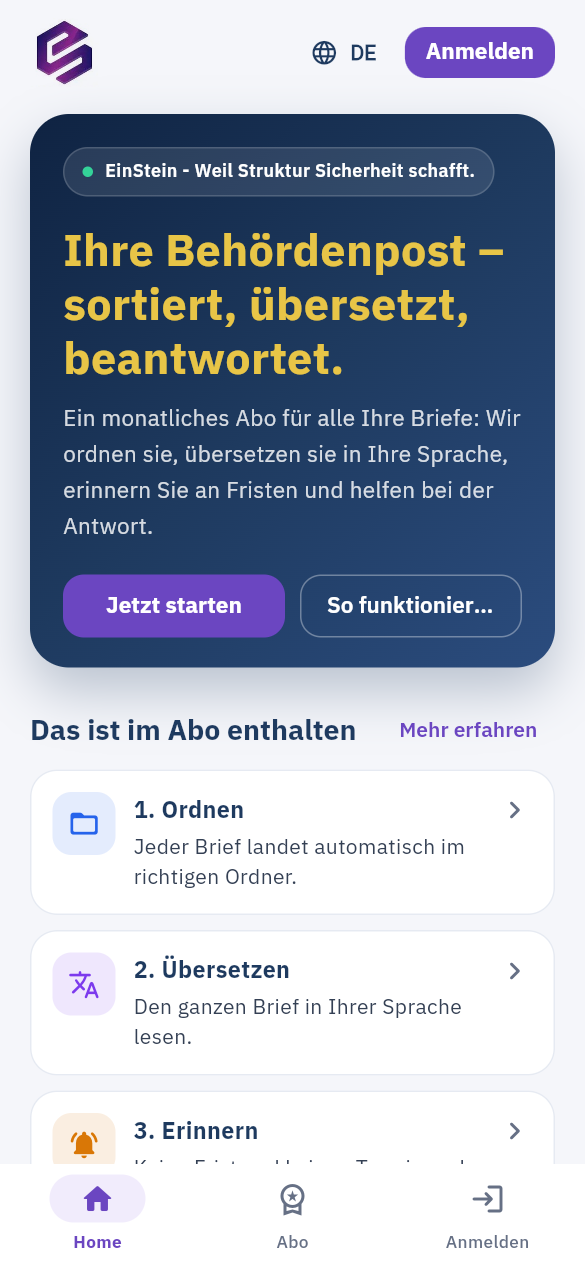 DE
Anmelden
EinStein - Weil Struktur Sicherheit schafft.
Ihre Behördenpost –
sortiert, übersetzt,
beantwortet.
Ein monatliches Abo für alle Ihre Briefe: Wir
ordnen sie, übersetzen sie in Ihre Sprache,
erinnern Sie an Fristen und helfen bei der
Antwort.
Jetzt starten
So funktionier...
Das ist im Abo enthalten
Mehr erfahren
1. Ordnen
Jeder Brief landet automatisch im
richtigen Ordner.
2. Übersetzen
Den ganzen Brief in Ihrer Sprache
lesen.
3. Erinnern
Home
Abo
Anmelden